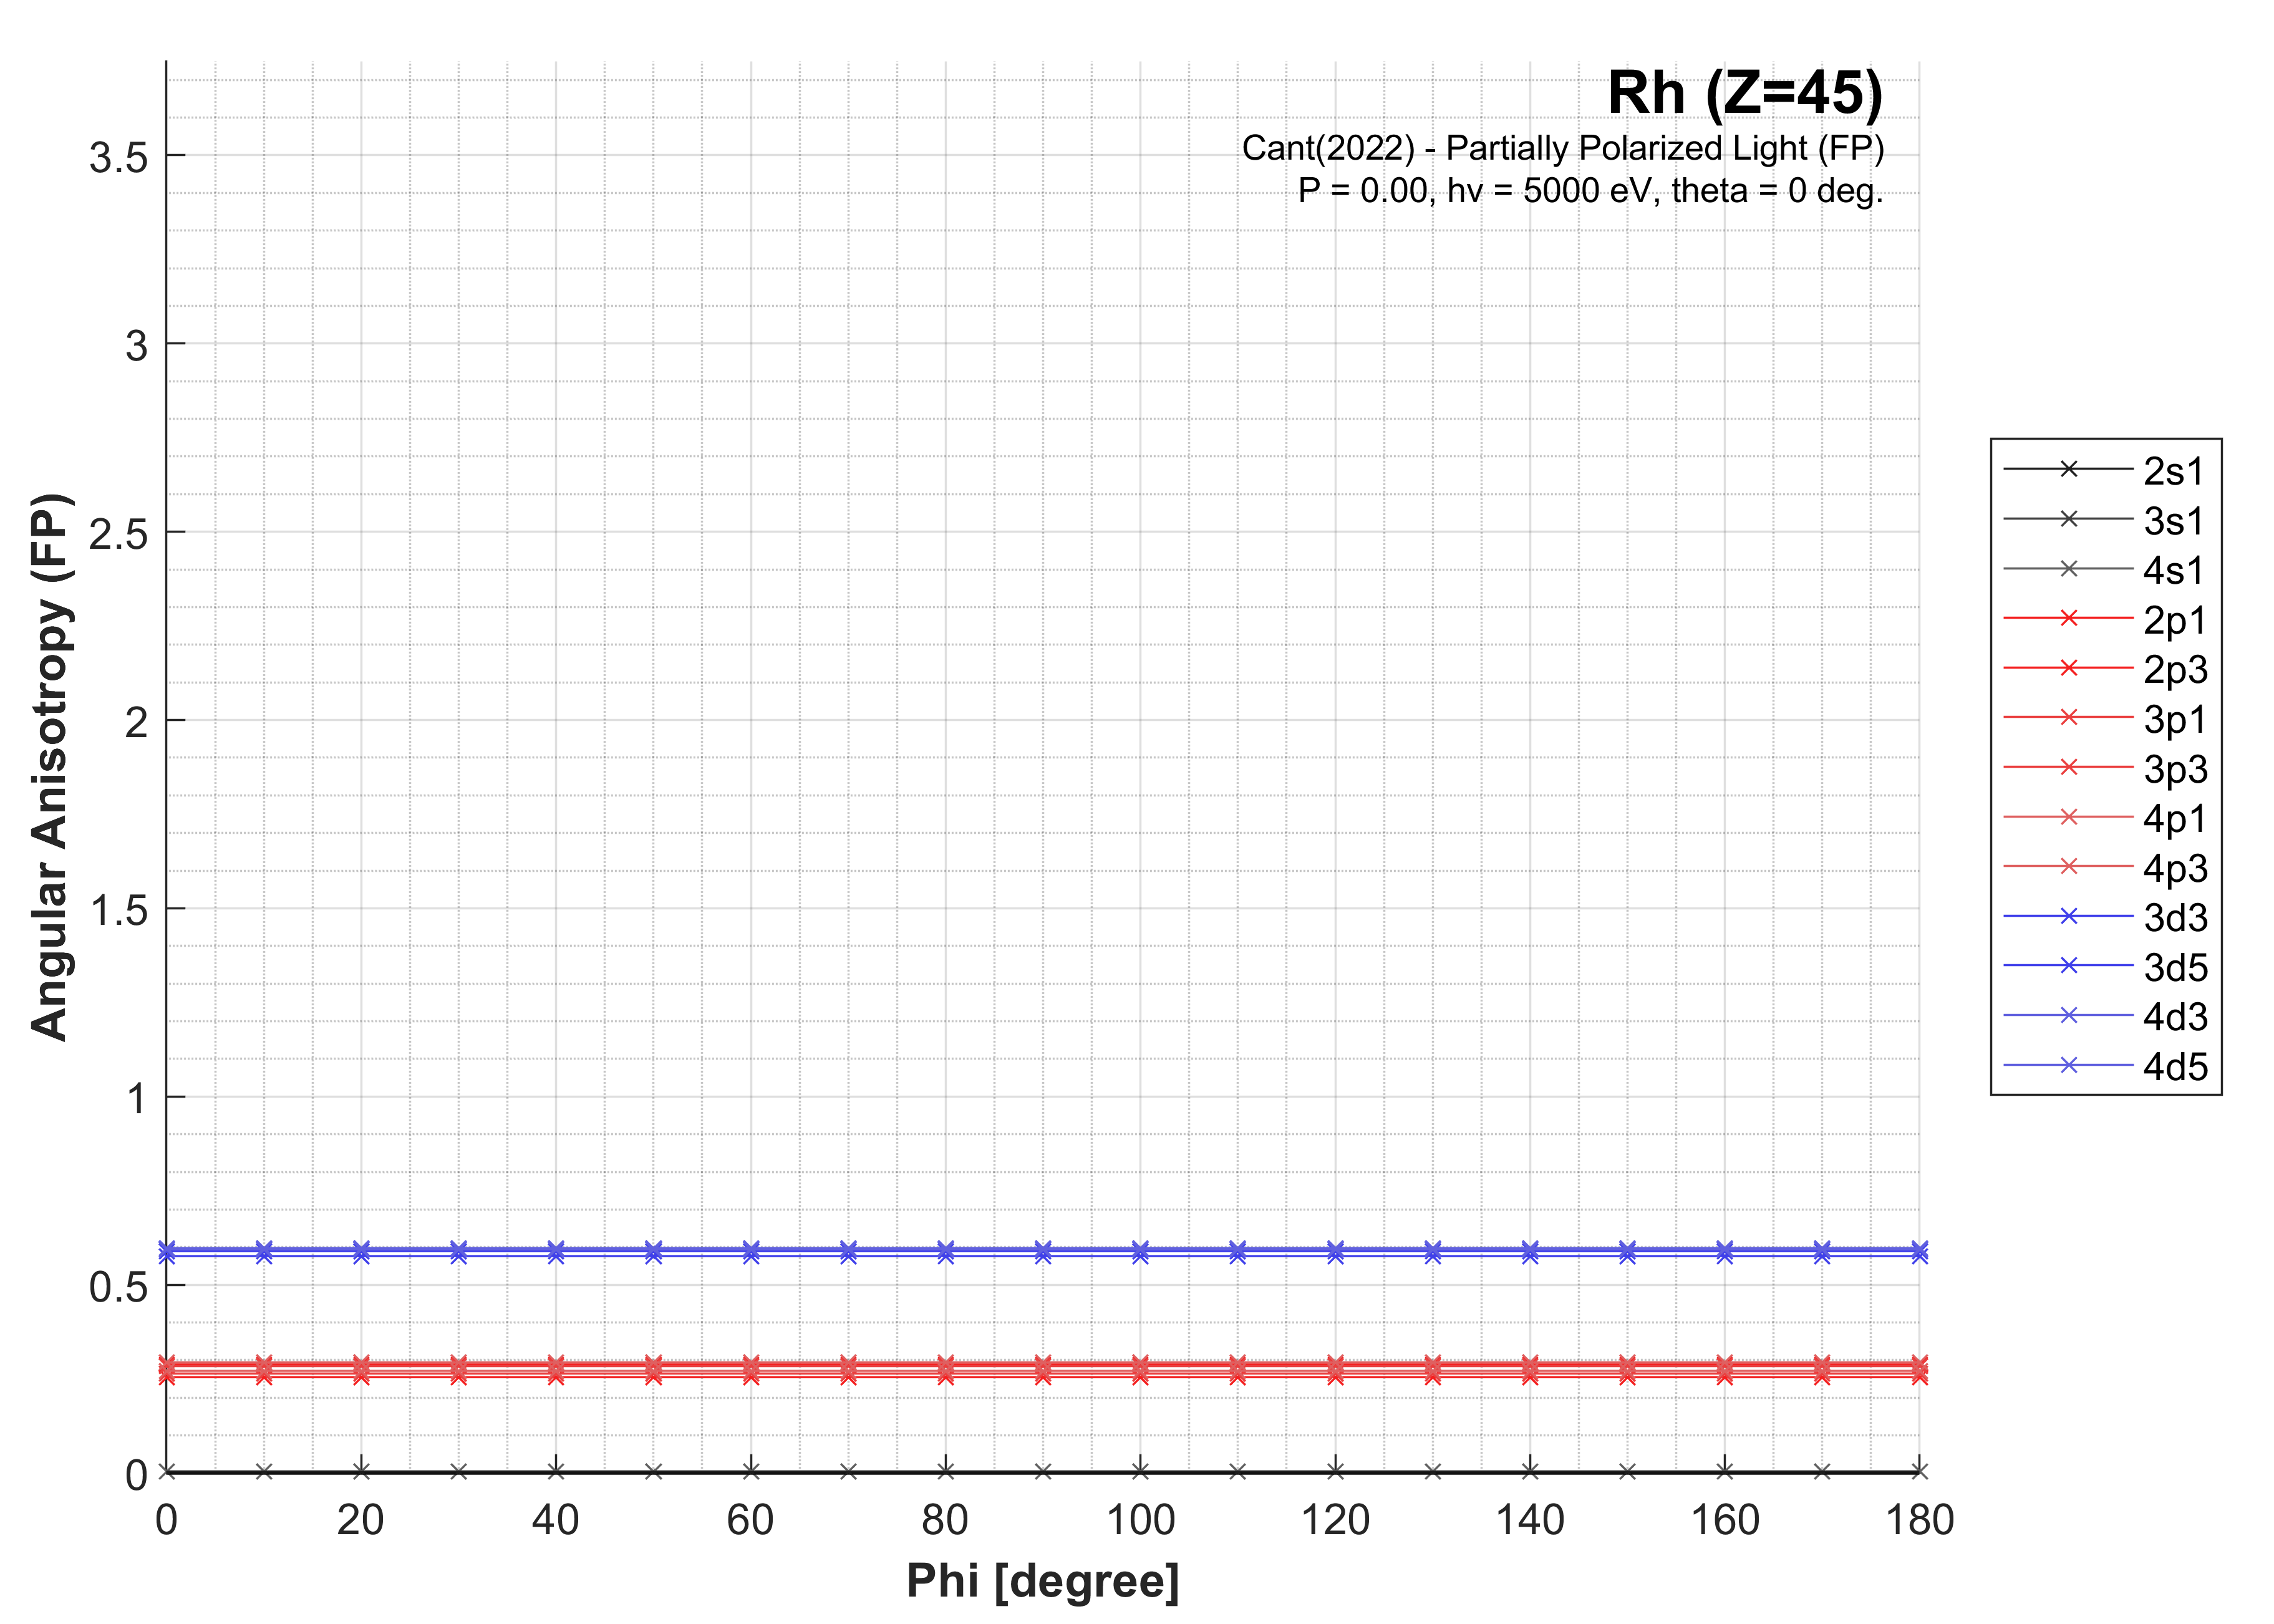 Rh (Z=45)
Cant(2022) - Partially Polarized Light (FP)
P = 0.00, hv = 5000 eV, theta = 0 deg.
Angular Anisotropy (FP)
3.5
3
2.5
2
1.5
1
0.5
0
0 20 40 60 80 100 120 140 160 180
Phi [degree]
2s1
3s1
4s1
2p1
2p3
3p1
3p3
4p1
4p3
3d3
3d5
4d3
4d5